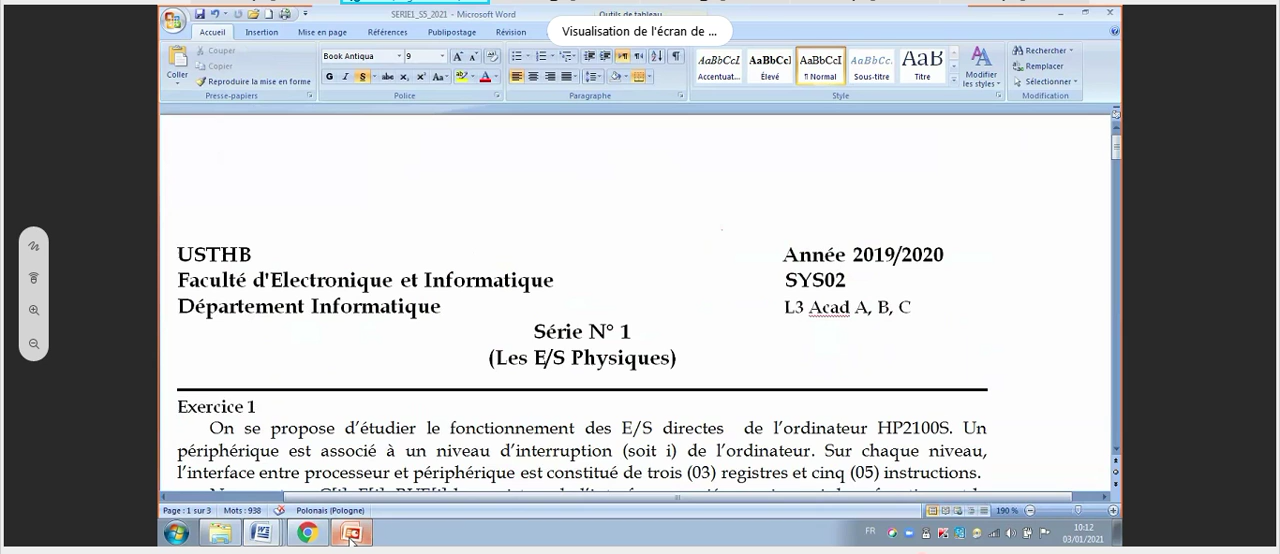 SERIE1_S5_2021 - Microsoft Word
Outils de tableau
Visualisation de l'écran de ...
Accueil Insertion Mise en page Références Publipostage Révision
Coller
Couper
Copier
Reproduire la mise en forme
Presse-papiers
Book Antiqua 9
Police
Paragraphe
AaBbCcI AaBbCcI AaBbCcI AaBbCc. AaBbC
Accentuat... Élevé ¶ Normal Sous-titre Titre
Modifier les styles
Style
Rechercher
Remplacer
Sélectionner
Modification
USTHB Année 2019/2020
Faculté d'Electronique et Informatique SYS02
Département Informatique L3 Acad A, B, C
Série N° 1
(Les E/S Physiques)
Exercice 1
On se propose d'étudier le fonctionnement des E/S directes de l'ordinateur HP2100S. Un
périphérique est associé à un niveau d'interruption (soit i) de l'ordinateur. Sur chaque niveau,
l'interface entre processeur et périphérique est constitué de trois (03) registres et cinq (05) instructions.
Page : 1 sur 3 Mots : 938 Polonais (Pologne) 190 %
FR 10:12
03/01/2021